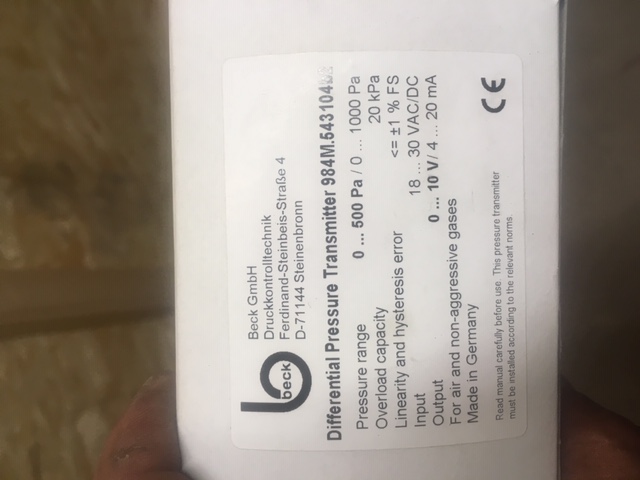 beck
Beck GmbH
Druckkontrolltechnik
Ferdinand-Steinbeis-Straße 4
D-71144 Steinenbronn
Differential Pressure Transmitter
Pressure range 0 ... 500 Pa / 0 ... 1000 Pa
Overload capacity 20 kPa
Linearity and hysteresis error <= ±1 % FS
Input 18 ... 30 VAC/DC
Output 0 ... 10 V/ 4 ... 20 mA
For air and non-aggressive gases
Made in Germany
CE
Read manual carefully before use. This pressure transmitter
must be installed according to the relevant norms.